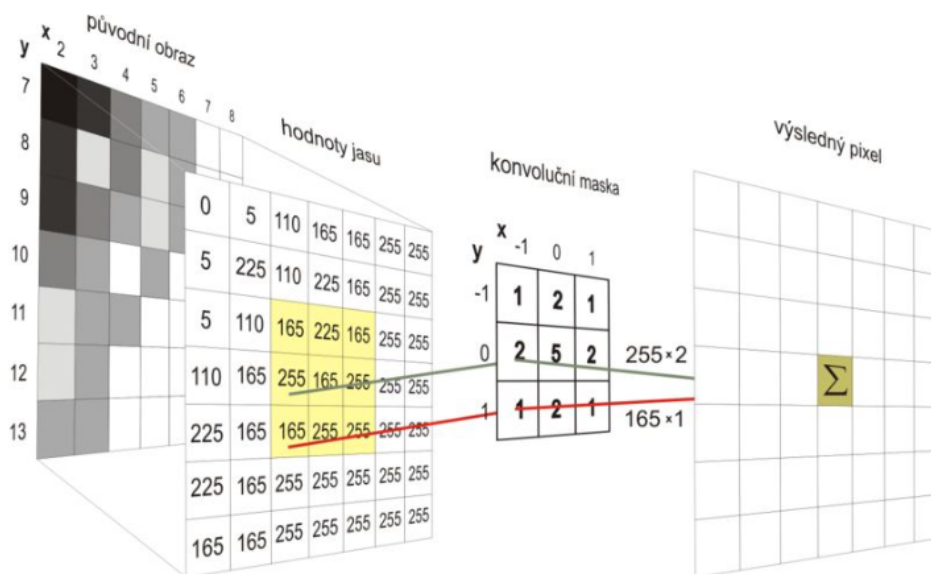 původní obraz
x 2 3 4 5 6 7 8
y
7
8
9
10
11
12
13
hodnoty jasu
0 5 110 165 165 255 255
5 225 110 225 165 255 255
5 110 165 225 165 255 255
110 165 255 165 255 255 255
225 165 165 255 255 255 255
225 165 255 255 255 255 255
165 165 255 255 255 255 255
konvoluční maska
x
y -1 0 1
-1 1 2 1
0 2 5 2
1 1 2 1
255×2
165×1
výsledný pixel
Σ